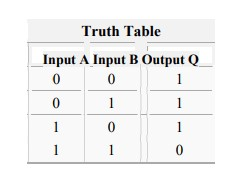 Truth Table
Input A Input B Output Q
0 0 1
0 1 1
1 0 1
1 1 0